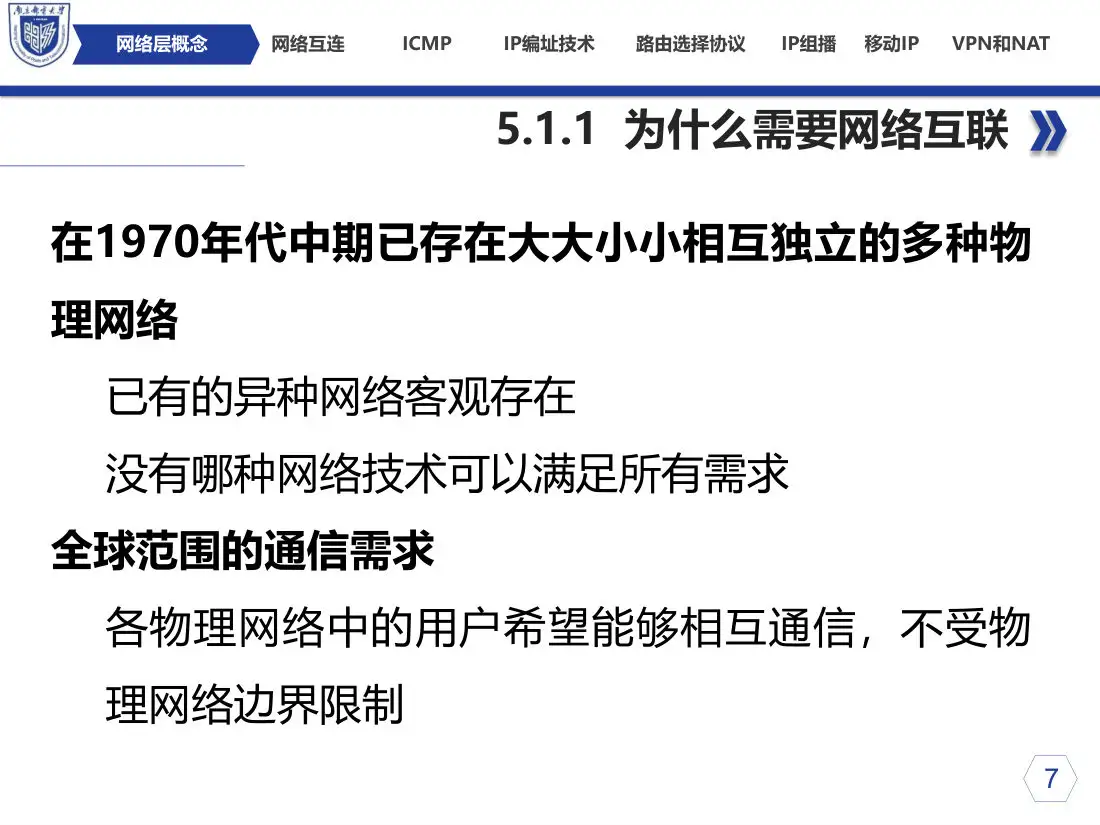 南京邮电大学
网络层概念 网络互连 ICMP IP编址技术 路由选择协议 IP组播 移动IP VPN和NAT
5.1.1 为什么需要网络互联
在1970年代中期已存在大大小小相互独立的多种物
理网络
已有的异种网络客观存在
没有哪种网络技术可以满足所有需求
全球范围的通信需求
各物理网络中的用户希望能够相互通信，不受物
理网络边界限制
7